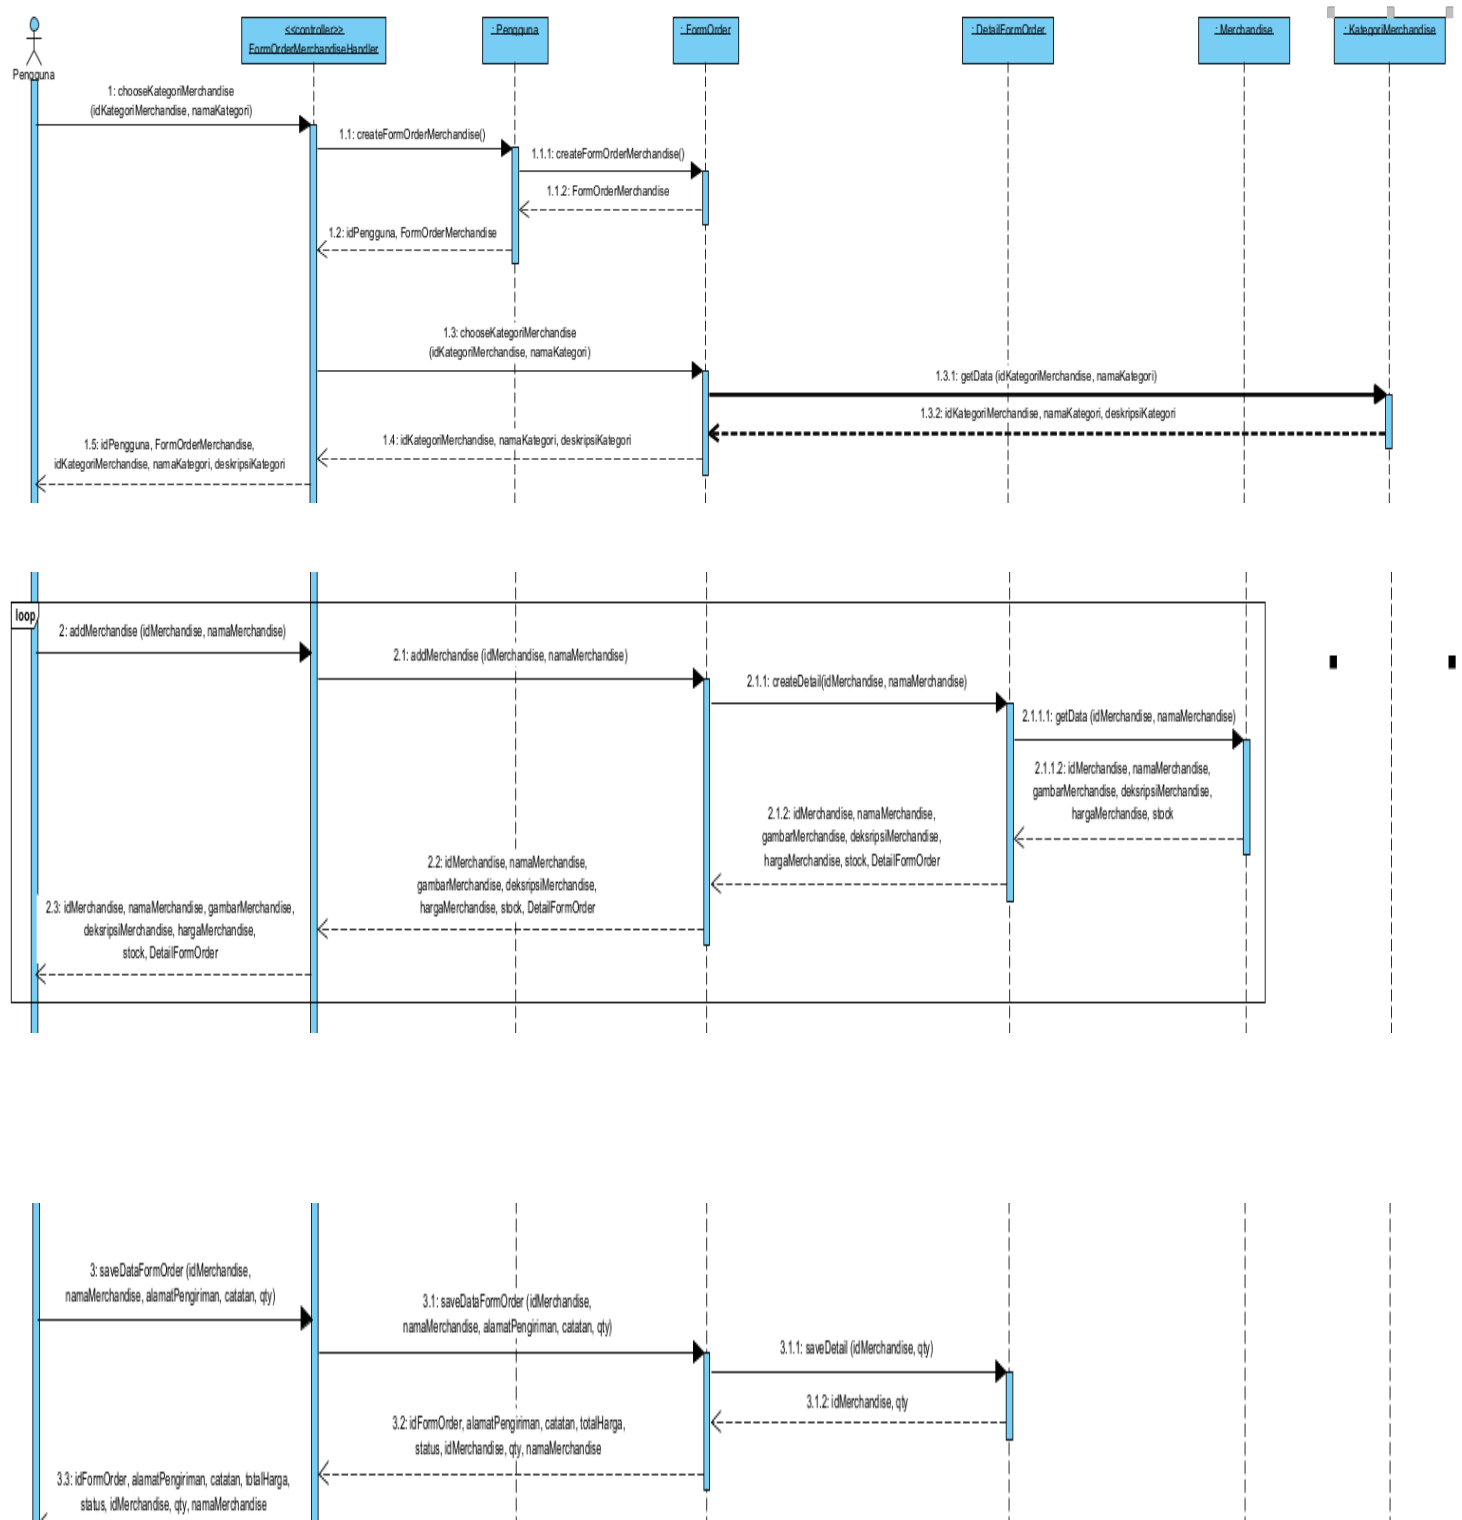 Pengguna
<<controller>>
FormOrderMerchandiseHandler
: Pengguna
: FormOrder
: DetailFormOrder
: Merchandise
: KategoriMerchandise
1: chooseKategoriMerchandise
(idKategoriMerchandise, namaKategori)
1.1: createFormOrderMerchandise()
1.1.1: createFormOrderMerchandise()
1.1.2: FormOrderMerchandise
1.2: idPengguna, FormOrderMerchandise
1.3: chooseKategoriMerchandise
(idKategoriMerchandise, namaKategori)
1.3.1: getData (idKategoriMerchandise, namaKategori)
1.3.2: idKategoriMerchandise, namaKategori, deskripsiKategori
1.4: idKategoriMerchandise, namaKategori, deskripsiKategori
1.5: idPengguna, FormOrderMerchandise,
idKategoriMerchandise, namaKategori, deskripsiKategori
loop
2: addMerchandise (idMerchandise, namaMerchandise)
2.1: addMerchandise (idMerchandise, namaMerchandise)
2.1.1: createDetail(idMerchandise, namaMerchandise)
2.1.1.1: getData (idMerchandise, namaMerchandise)
2.1.1.2: idMerchandise, namaMerchandise,
gambarMerchandise, deksripsiMerchandise,
hargaMerchandise, stock
2.1.2: idMerchandise, namaMerchandise,
gambarMerchandise, deksripsiMerchandise,
hargaMerchandise, stock, DetailFormOrder
2.2: idMerchandise, namaMerchandise,
gambarMerchandise, deksripsiMerchandise,
hargaMerchandise, stock, DetailFormOrder
2.3: idMerchandise, namaMerchandise, gambarMerchandise,
deksripsiMerchandise, hargaMerchandise,
stock, DetailFormOrder
3: saveDataFormOrder (idMerchandise,
namaMerchandise, alamatPengiriman, catatan, qty)
3.1: saveDataFormOrder (idMerchandise,
namaMerchandise, alamatPengiriman, catatan, qty)
3.1.1: saveDetail (idMerchandise, qty)
3.1.2: idMerchandise, qty
3.2: idFormOrder, alamatPengiriman, catatan, totalHarga,
status, idMerchandise, qty, namaMerchandise
3.3: idFormOrder, alamatPengiriman, catatan, totalHarga,
status, idMerchandise, qty, namaMerchandise